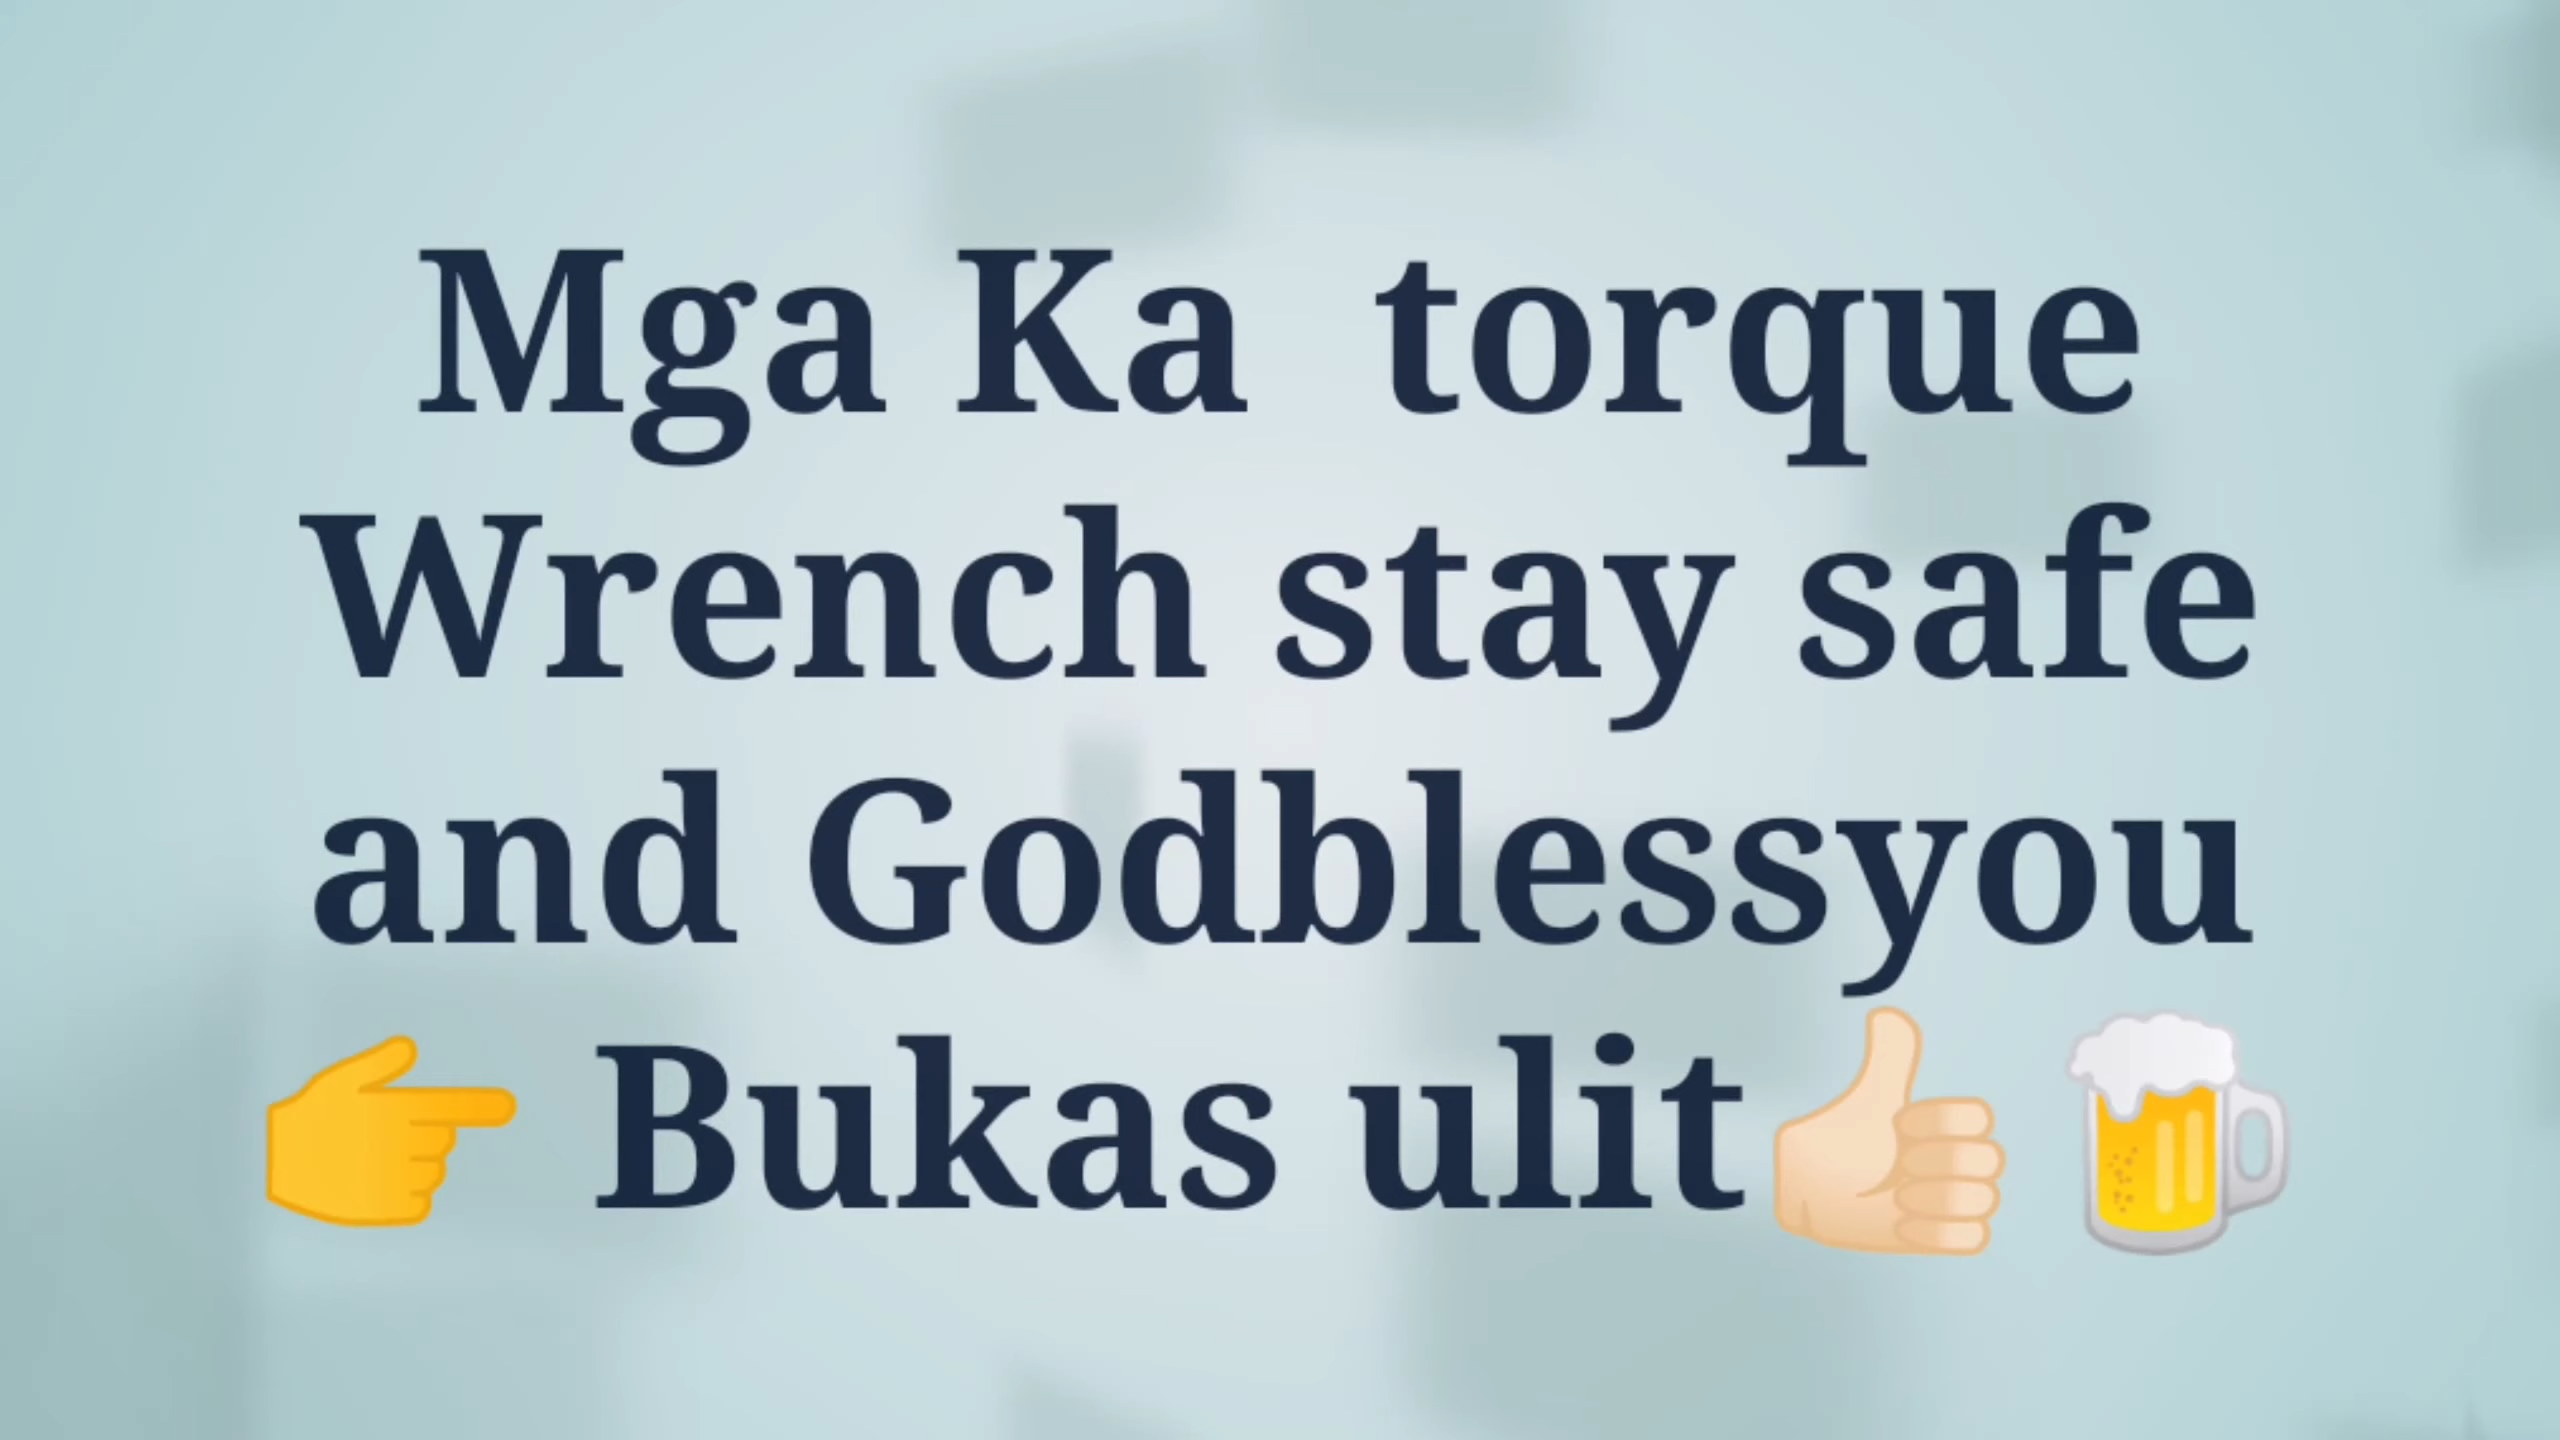 Mga Ka  torque
Wrench stay safe
and Godblessyou
👉 Bukas ulit👍🏻 🍺